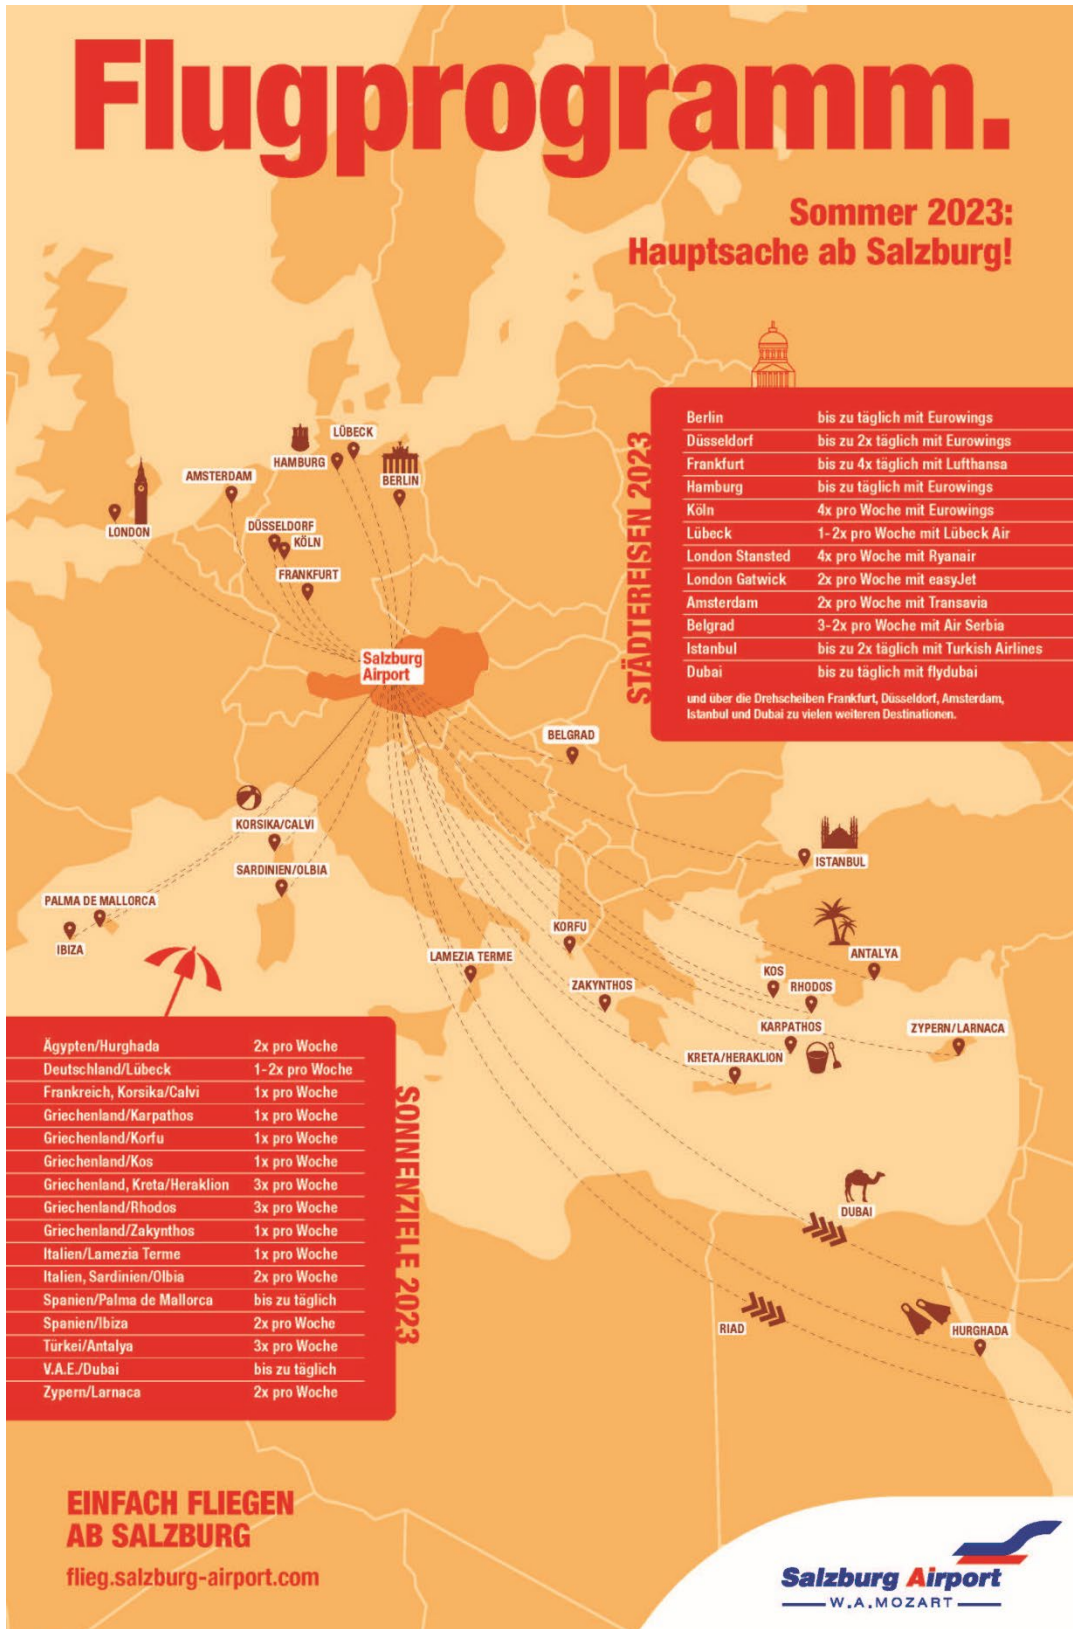 Flugprogramm.
Sommer 2023:
Hauptsache ab Salzburg!
STÄDTEREISEN 2023
Berlin bis zu täglich mit Eurowings
Düsseldorf bis zu 2x täglich mit Eurowings
Frankfurt bis zu 4x täglich mit Lufthansa
Hamburg bis zu täglich mit Eurowings
Köln 4x pro Woche mit Eurowings
Lübeck 1-2x pro Woche mit Lübeck Air
London Stansted 4x pro Woche mit Ryanair
London Gatwick 2x pro Woche mit easyJet
Amsterdam 2x pro Woche mit Transavia
Belgrad 3-2x pro Woche mit Air Serbia
Istanbul bis zu 2x täglich mit Turkish Airlines
Dubai bis zu täglich mit flydubai
und über die Drehscheiben Frankfurt, Düsseldorf, Amsterdam,
Istanbul und Dubai zu vielen weiteren Destinationen.
LÜBECK
HAMBURG
AMSTERDAM
BERLIN
LONDON
DÜSSELDORF
KÖLN
FRANKFURT
Salzburg
Airport
BELGRAD
KORSIKA/CALVI
ISTANBUL
SARDINIEN/OLBIA
PALMA DE MALLORCA
IBIZA
KORFU
LAMEZIA TERME
ANTALYA
KOS
ZAKYNTHOS
RHODOS
KARPATHOS
ZYPERN/LARNACA
KRETA/HERAKLION
DUBAI
RIAD
HURGHADA
SONNENZIELE 2023
Ägypten/Hurghada 2x pro Woche
Deutschland/Lübeck 1-2x pro Woche
Frankreich, Korsika/Calvi 1x pro Woche
Griechenland/Karpathos 1x pro Woche
Griechenland/Korfu 1x pro Woche
Griechenland/Kos 1x pro Woche
Griechenland, Kreta/Heraklion 3x pro Woche
Griechenland/Rhodos 3x pro Woche
Griechenland/Zakynthos 1x pro Woche
Italien/Lamezia Terme 1x pro Woche
Italien, Sardinien/Olbia 2x pro Woche
Spanien/Palma de Mallorca bis zu täglich
Spanien/Ibiza 2x pro Woche
Türkei/Antalya 3x pro Woche
V.A.E./Dubai bis zu täglich
Zypern/Larnaca 2x pro Woche
EINFACH FLIEGEN
AB SALZBURG
flieg.salzburg-airport.com
Salzburg Airport
W.A.MOZART